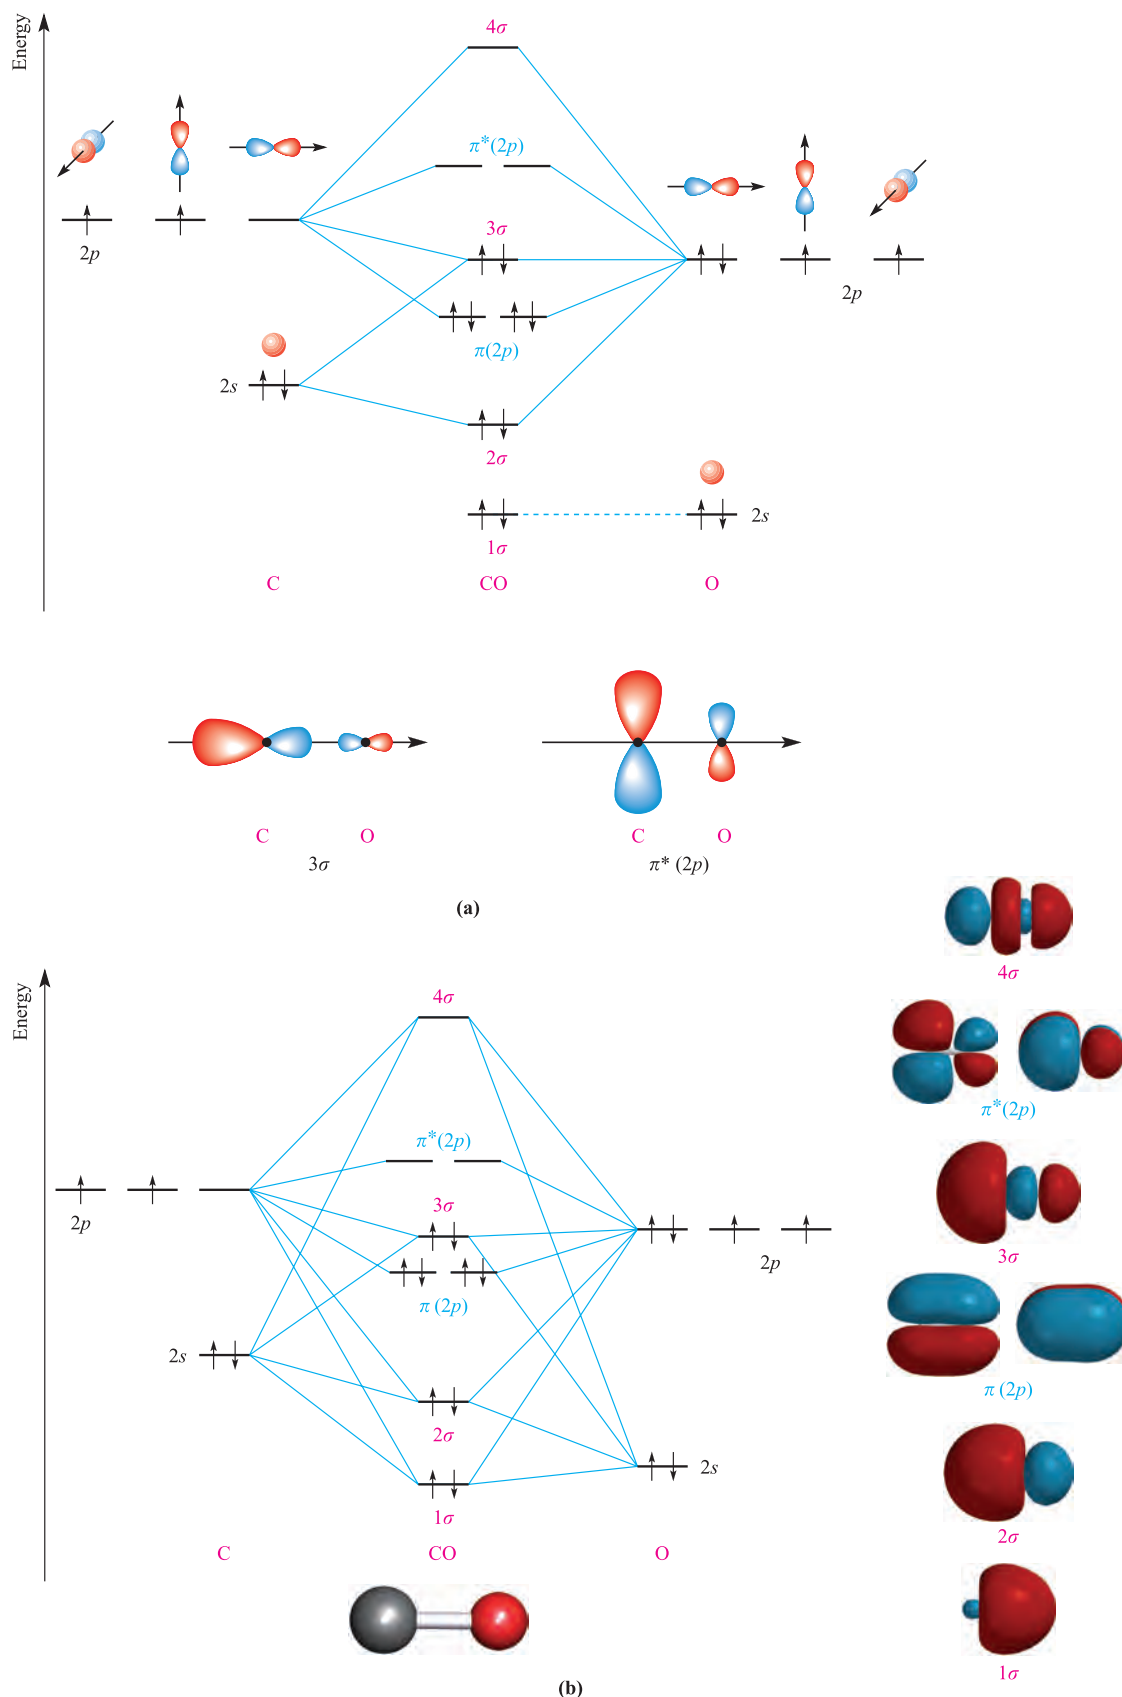 Energy
4σ
π*(2p)
3σ
2p
2p
π(2p)
2s
2σ
2s
1σ
C CO O
C O C O
3σ π* (2p)
(a)
4σ
Energy
4σ
π*(2p)
π*(2p)
3σ
2p
2p
3σ
π (2p)
2s
π (2p)
2σ
2s
1σ
2σ
C CO O
1σ
(b)